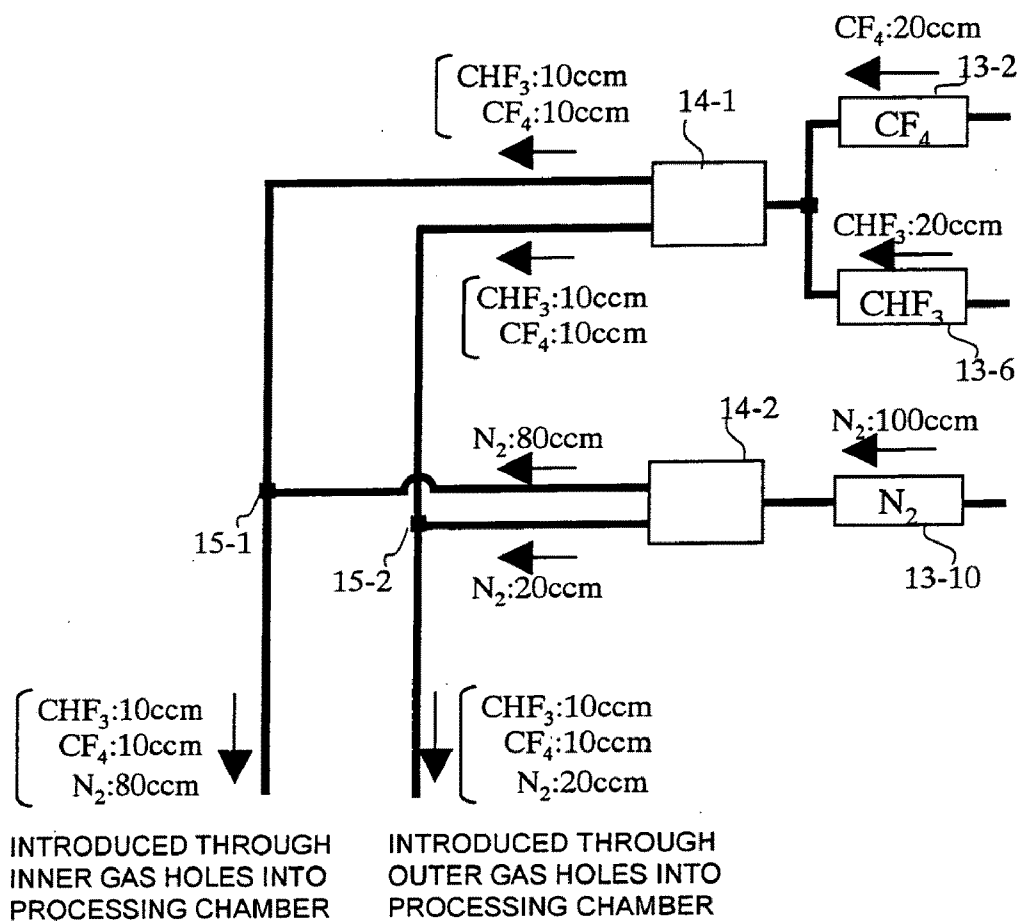 CF₄:20ccm
13-2
CF₄
CHF₃:10ccm
CF₄:10ccm
14-1
CHF₃:20ccm
CHF₃
13-6
CHF₃:10ccm
CF₄:10ccm
14-2
N₂:100ccm
N₂:80ccm
N₂
15-1
15-2
13-10
N₂:20ccm
CHF₃:10ccm
CF₄:10ccm
N₂:80ccm
CHF₃:10ccm
CF₄:10ccm
N₂:20ccm
INTRODUCED THROUGH
INNER GAS HOLES INTO
PROCESSING CHAMBER
INTRODUCED THROUGH
OUTER GAS HOLES INTO
PROCESSING CHAMBER